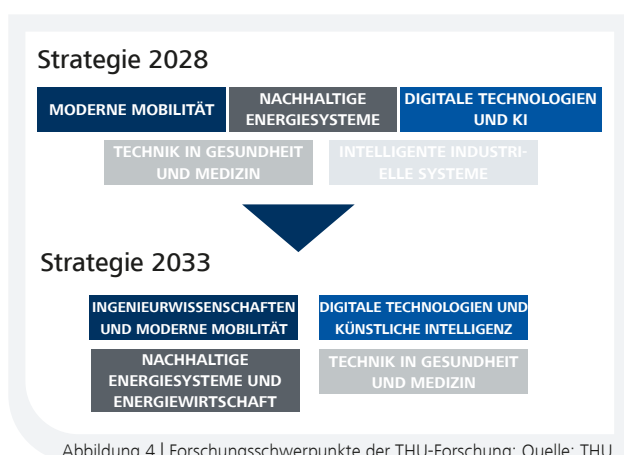 Strategie 2028
MODERNE MOBILITÄT
NACHHALTIGE
ENERGIESYSTEME
DIGITALE TECHNOLOGIEN
UND KI
TECHNIK IN GESUNDHEIT
UND MEDIZIN
INTELLIGENTE INDUSTRI-
ELLE SYSTEME
Strategie 2033
INGENIEURWISSENSCHAFTEN
UND MODERNE MOBILITÄT
DIGITALE TECHNOLOGIEN UND
KÜNSTLICHE INTELLIGENZ
NACHHALTIGE
ENERGIESYSTEME UND
ENERGIEWIRTSCHAFT
TECHNIK IN GESUNDHEIT
UND MEDIZIN
Abbildung 4 | Forschungsschwerpunkte der THU-Forschung; Quelle: THU